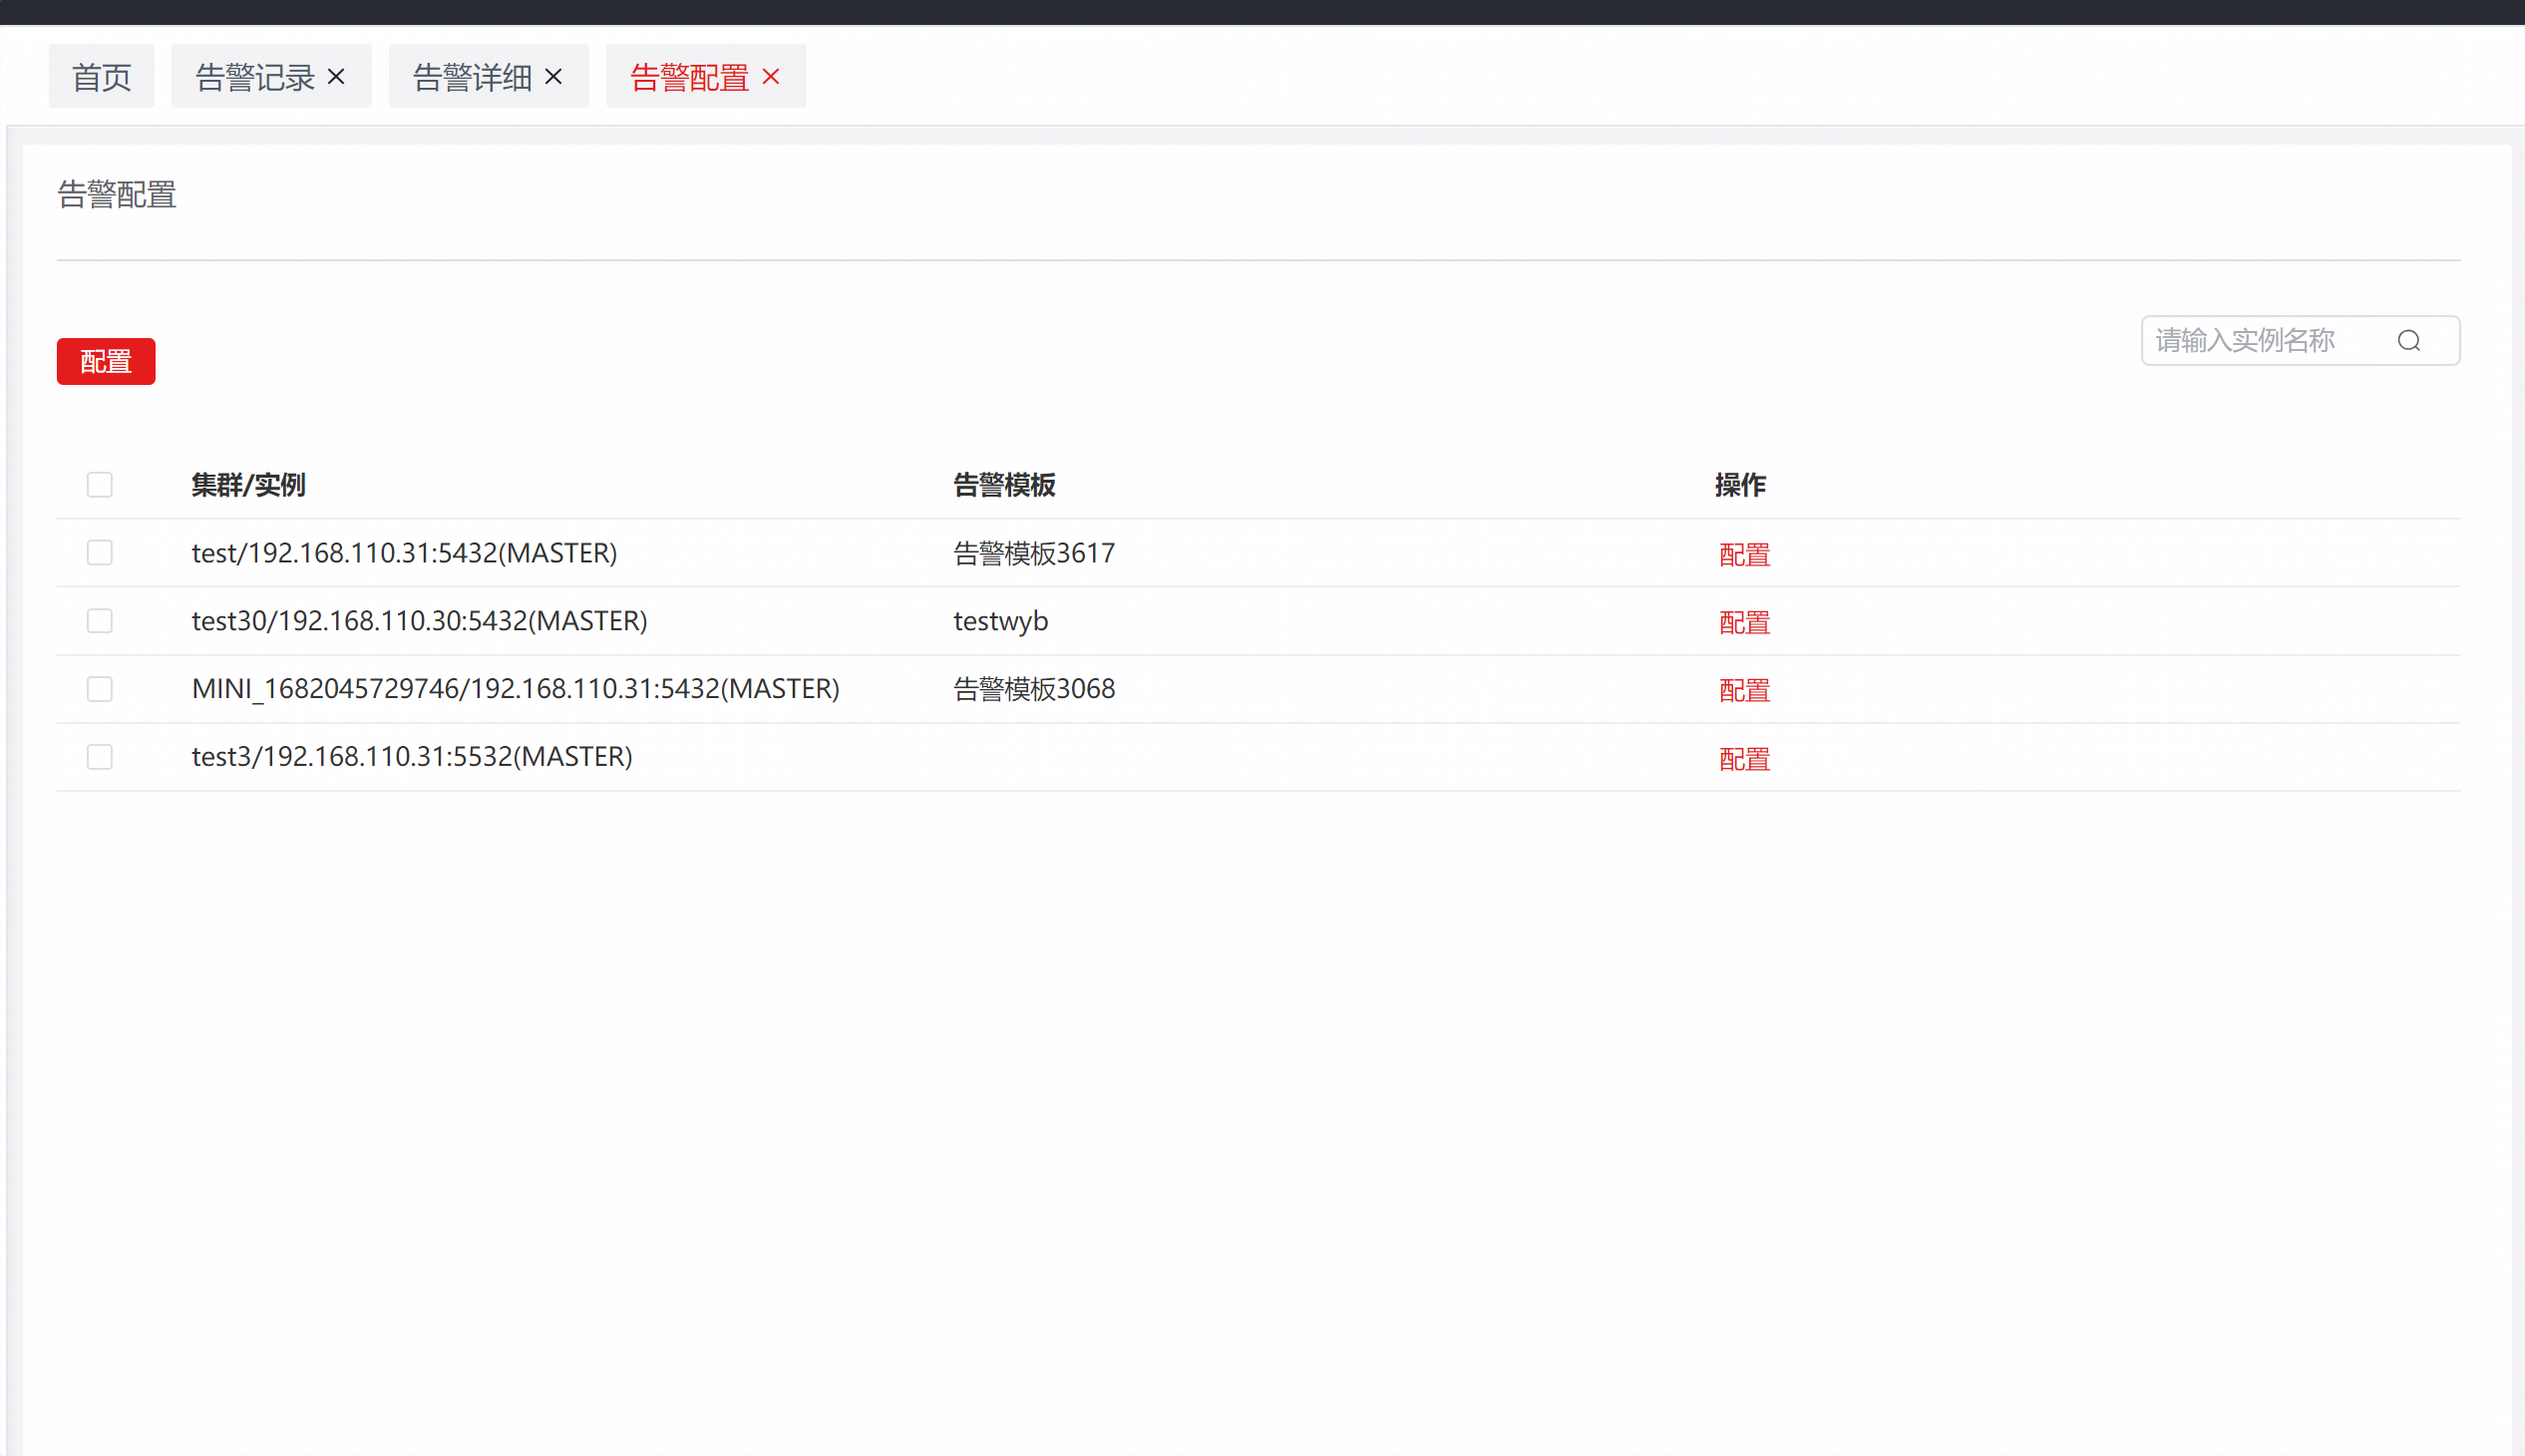 首页 告警记录 告警详细 告警配置
告警配置
请输入实例名称
配置
集群/实例 告警模板 操作
test/192.168.110.31:5432(MASTER) 告警模板3617 配置
test30/192.168.110.30:5432(MASTER) testwyb 配置
MINI_1682045729746/192.168.110.31:5432(MASTER) 告警模板3068 配置
test3/192.168.110.31:5532(MASTER) 配置